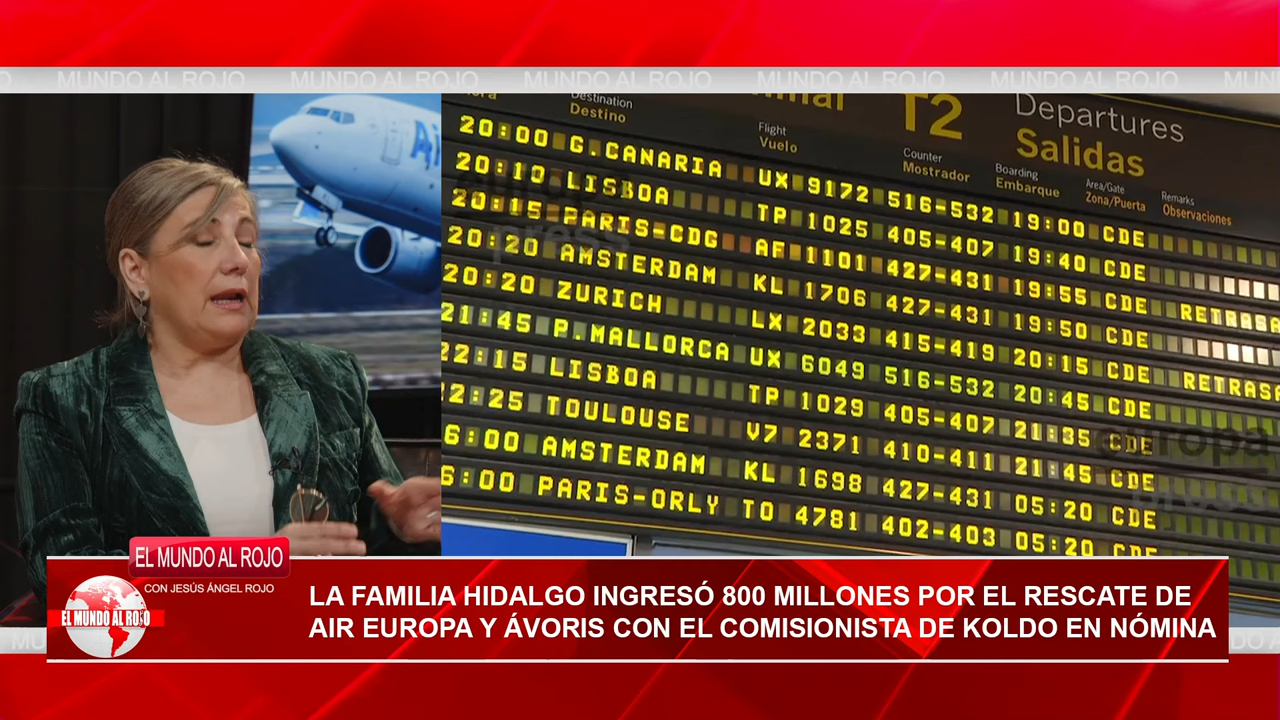 MUNDO AL ROJO MUNDO AL ROJO MUNDO AL ROJO MUNDO AL ROJO MUNDO AL ROJO
Air
Destination
Destino
Flight
Vuelo
T2
Counter
Mostrador
Departures
Salidas
Boarding
Embarque
Area/Gate
Zona/Puerta
Remarks
Observaciones
20:00 G.CANARIA UX 9172 516-532 19:00 CDE
20:10 LISBOA TP 1025 405-407 19:40 CDE
20:15 PARIS-CDG AF 1101 427-431 19:55 CDE RETRASA
20:20 AMSTERDAM KL 1706 427-431 19:50 CDE
20:20 ZURICH LX 2033 415-419 20:15 CDE RETRASA
21:45 P.MALLORCA UX 6049 516-532 20:45 CDE
22:15 LISBOA TP 1029 405-407 21:35 CDE
22:25 TOULOUSE V7 2371 410-411 21:45 CDE
6:00 AMSTERDAM KL 1698 427-431 05:20 CDE
6:00 PARIS-ORLY TO 4781 402-403 05:20 CDE
europa
press
EL MUNDO AL ROJO
CON JESÚS ÁNGEL ROJO
EL MUNDO AL ROJO
LA FAMILIA HIDALGO INGRESÓ 800 MILLONES POR EL RESCATE DE
AIR EUROPA Y ÁVORIS CON EL COMISIONISTA DE KOLDO EN NÓMINA